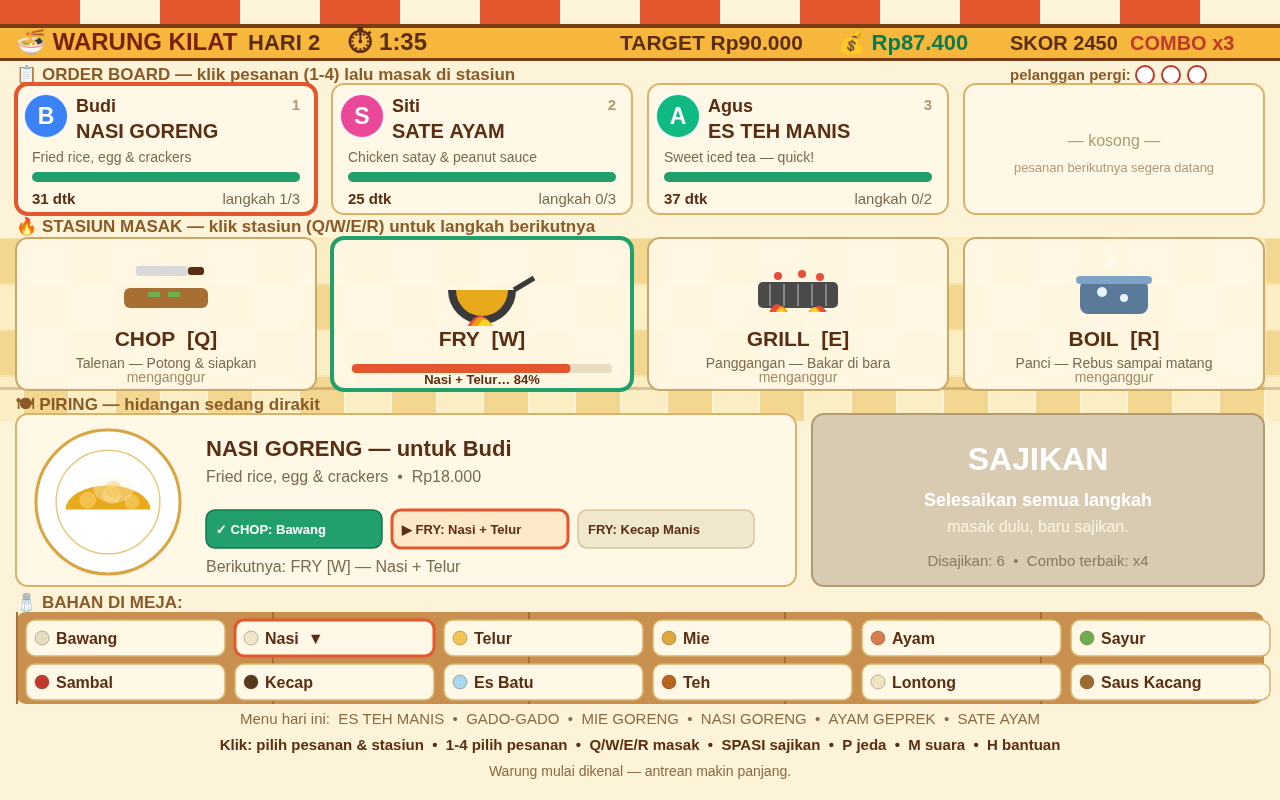 🍜 WARUNG KILAT HARI 2 ⏱ 1:35 TARGET Rp90.000 💰 Rp87.400 SKOR 2450 COMBO x3
📋 ORDER BOARD — klik pesanan (1-4) lalu masak di stasiun
pelanggan pergi:
B Budi 1
NASI GORENG
Fried rice, egg & crackers
31 dtk langkah 1/3
S Siti 2
SATE AYAM
Chicken satay & peanut sauce
25 dtk langkah 0/3
A Agus 3
ES TEH MANIS
Sweet iced tea — quick!
37 dtk langkah 0/2
— kosong —
pesanan berikutnya segera datang
🔥 STASIUN MASAK — klik stasiun (Q/W/E/R) untuk langkah berikutnya
CHOP [Q]
Talenan — Potong & siapkan
menganggur
FRY [W]
Nasi + Telur… 84%
GRILL [E]
Panggangan — Bakar di bara
menganggur
BOIL [R]
Panci — Rebus sampai matang
menganggur
🍽 PIRING — hidangan sedang dirakit
NASI GORENG — untuk Budi
Fried rice, egg & crackers • Rp18.000
✓ CHOP: Bawang
▶ FRY: Nasi + Telur
FRY: Kecap Manis
Berikutnya: FRY [W] — Nasi + Telur
SAJIKAN
Selesaikan semua langkah
masak dulu, baru sajikan.
Disajikan: 6 • Combo terbaik: x4
🧂 BAHAN DI MEJA:
Bawang
Nasi ▼
Telur
Mie
Ayam
Sayur
Sambal
Kecap
Es Batu
Teh
Lontong
Saus Kacang
Menu hari ini: ES TEH MANIS • GADO-GADO • MIE GORENG • NASI GORENG • AYAM GEPREK • SATE AYAM
Klik: pilih pesanan & stasiun • 1-4 pilih pesanan • Q/W/E/R masak • SPASI sajikan • P jeda • M suara • H bantuan
Warung mulai dikenal — antrean makin panjang.